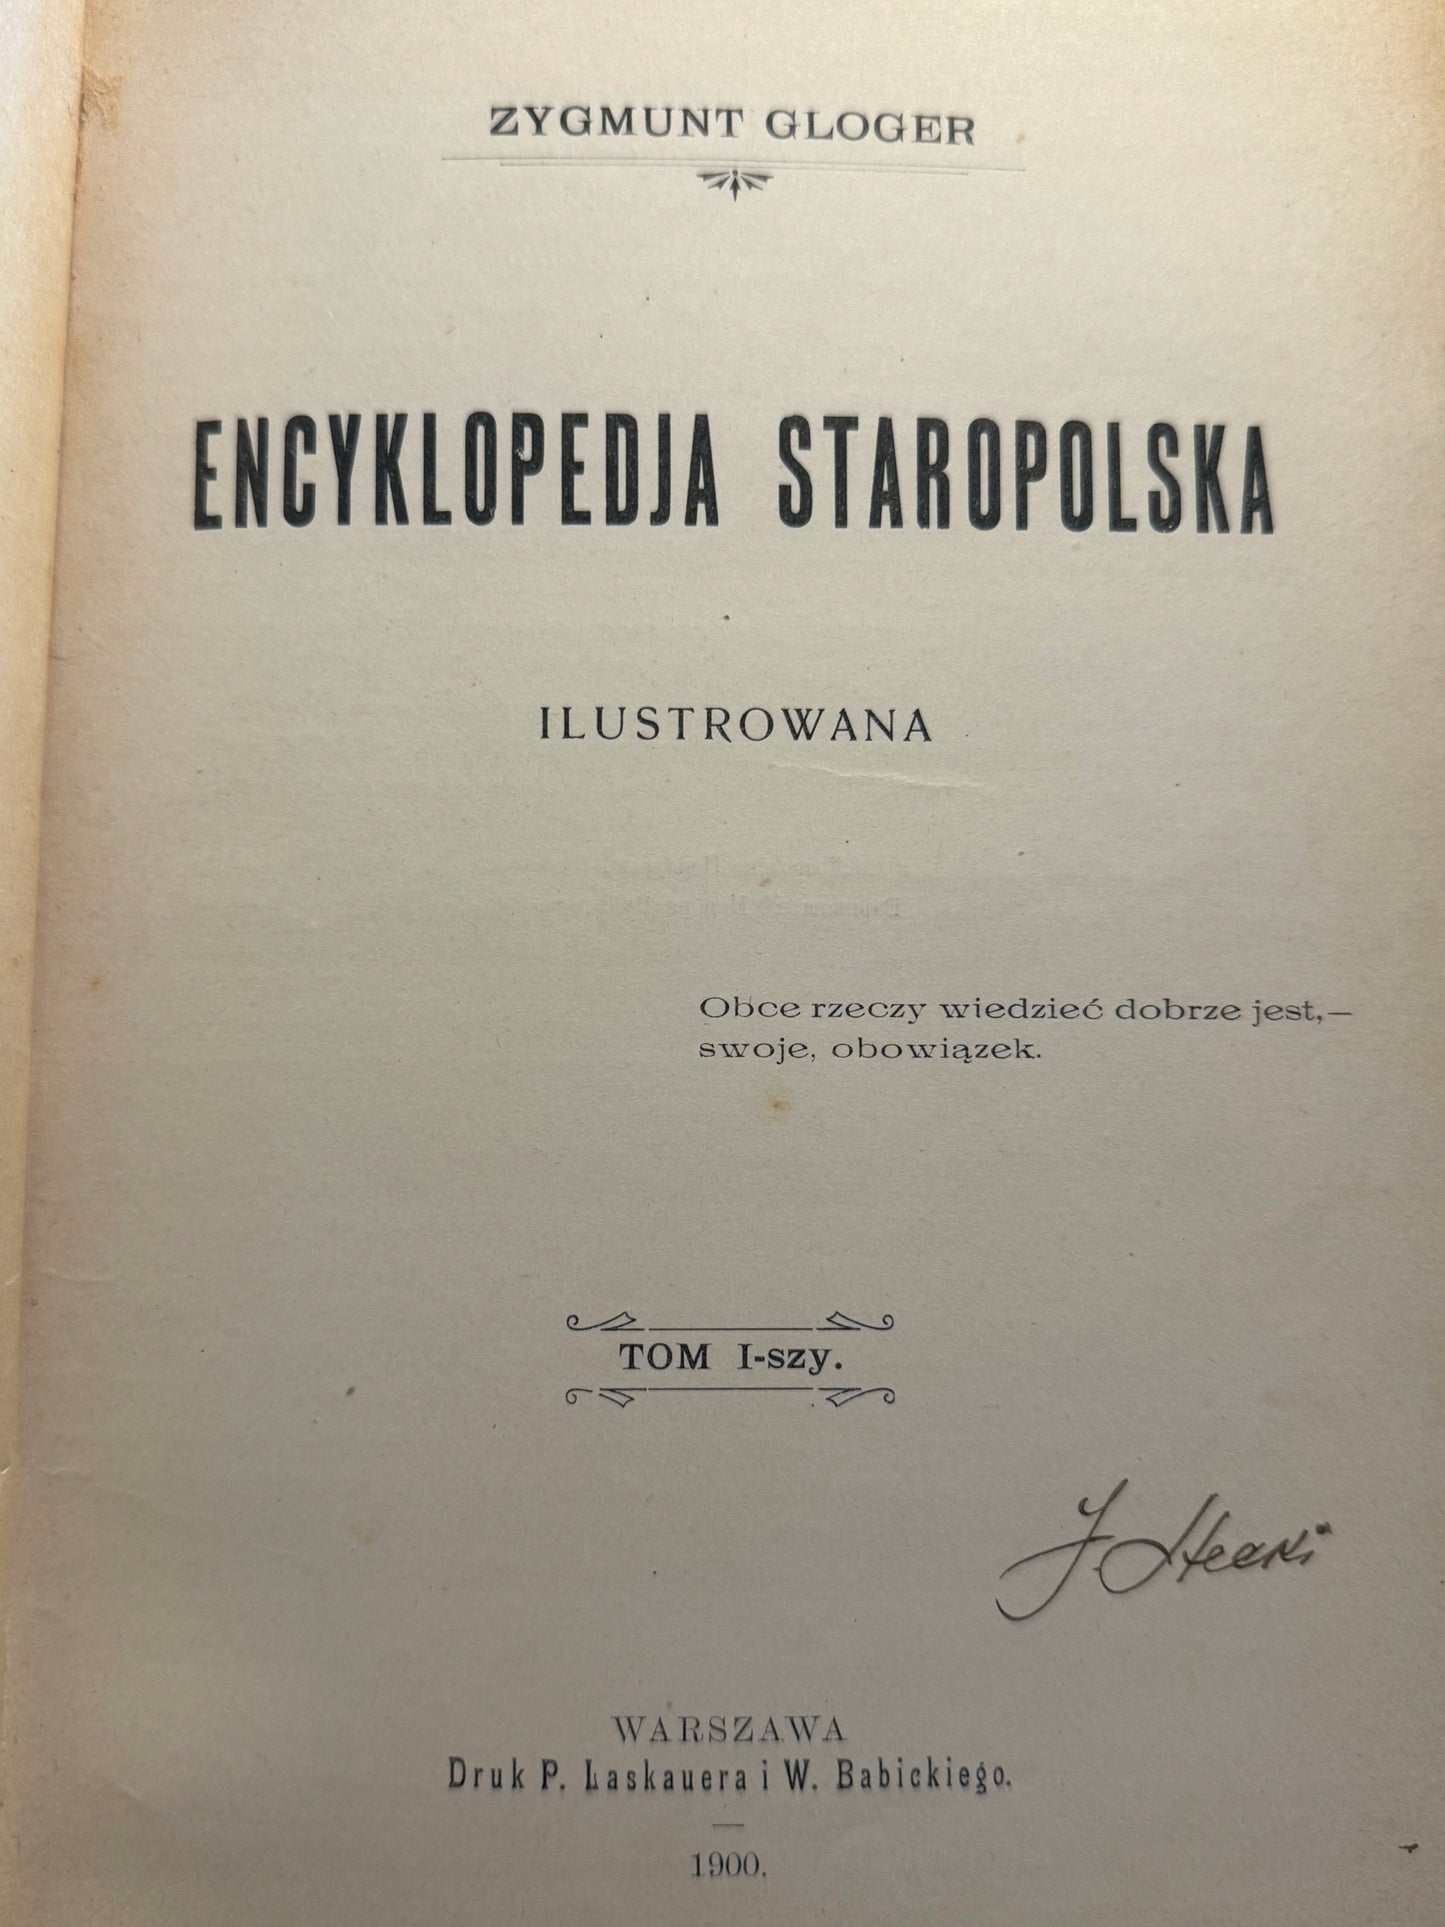 ZYGMUNT GLOGER
ENCYKLOPEDJA STAROPOLSKA
ILUSTROWANA
Obce rzeczy wiedzieć dobrze jest,—
swoje, obowiązek.
TOM I-szy.
J.
WARSZAWA
Druk P. Laskauera i W. Babickiego.
1900.